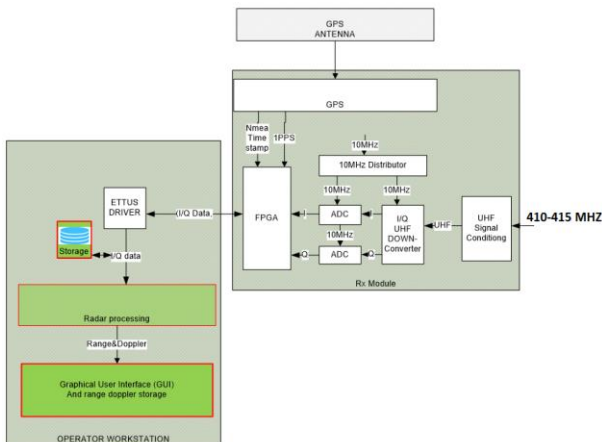 GPS
ANTENNA
GPS
Nmea
Time
stamp
1PPS
10MHz
10MHz Distributor
10MHz
10MHz
ETTUS
DRIVER
(I/Q Data,
FPGA
I
ADC
I
10MHz
Q
ADC
Q
I/Q
UHF
DOWN-
Converter
UHF
UHF
Signal
Conditiong
410-415 MHZ
Storage
I/Q data
Rx Module
Radar processing
Range&Doppler
Graphical User Interface (GUI)
And range doppler storage
OPERATOR WORKSTATION